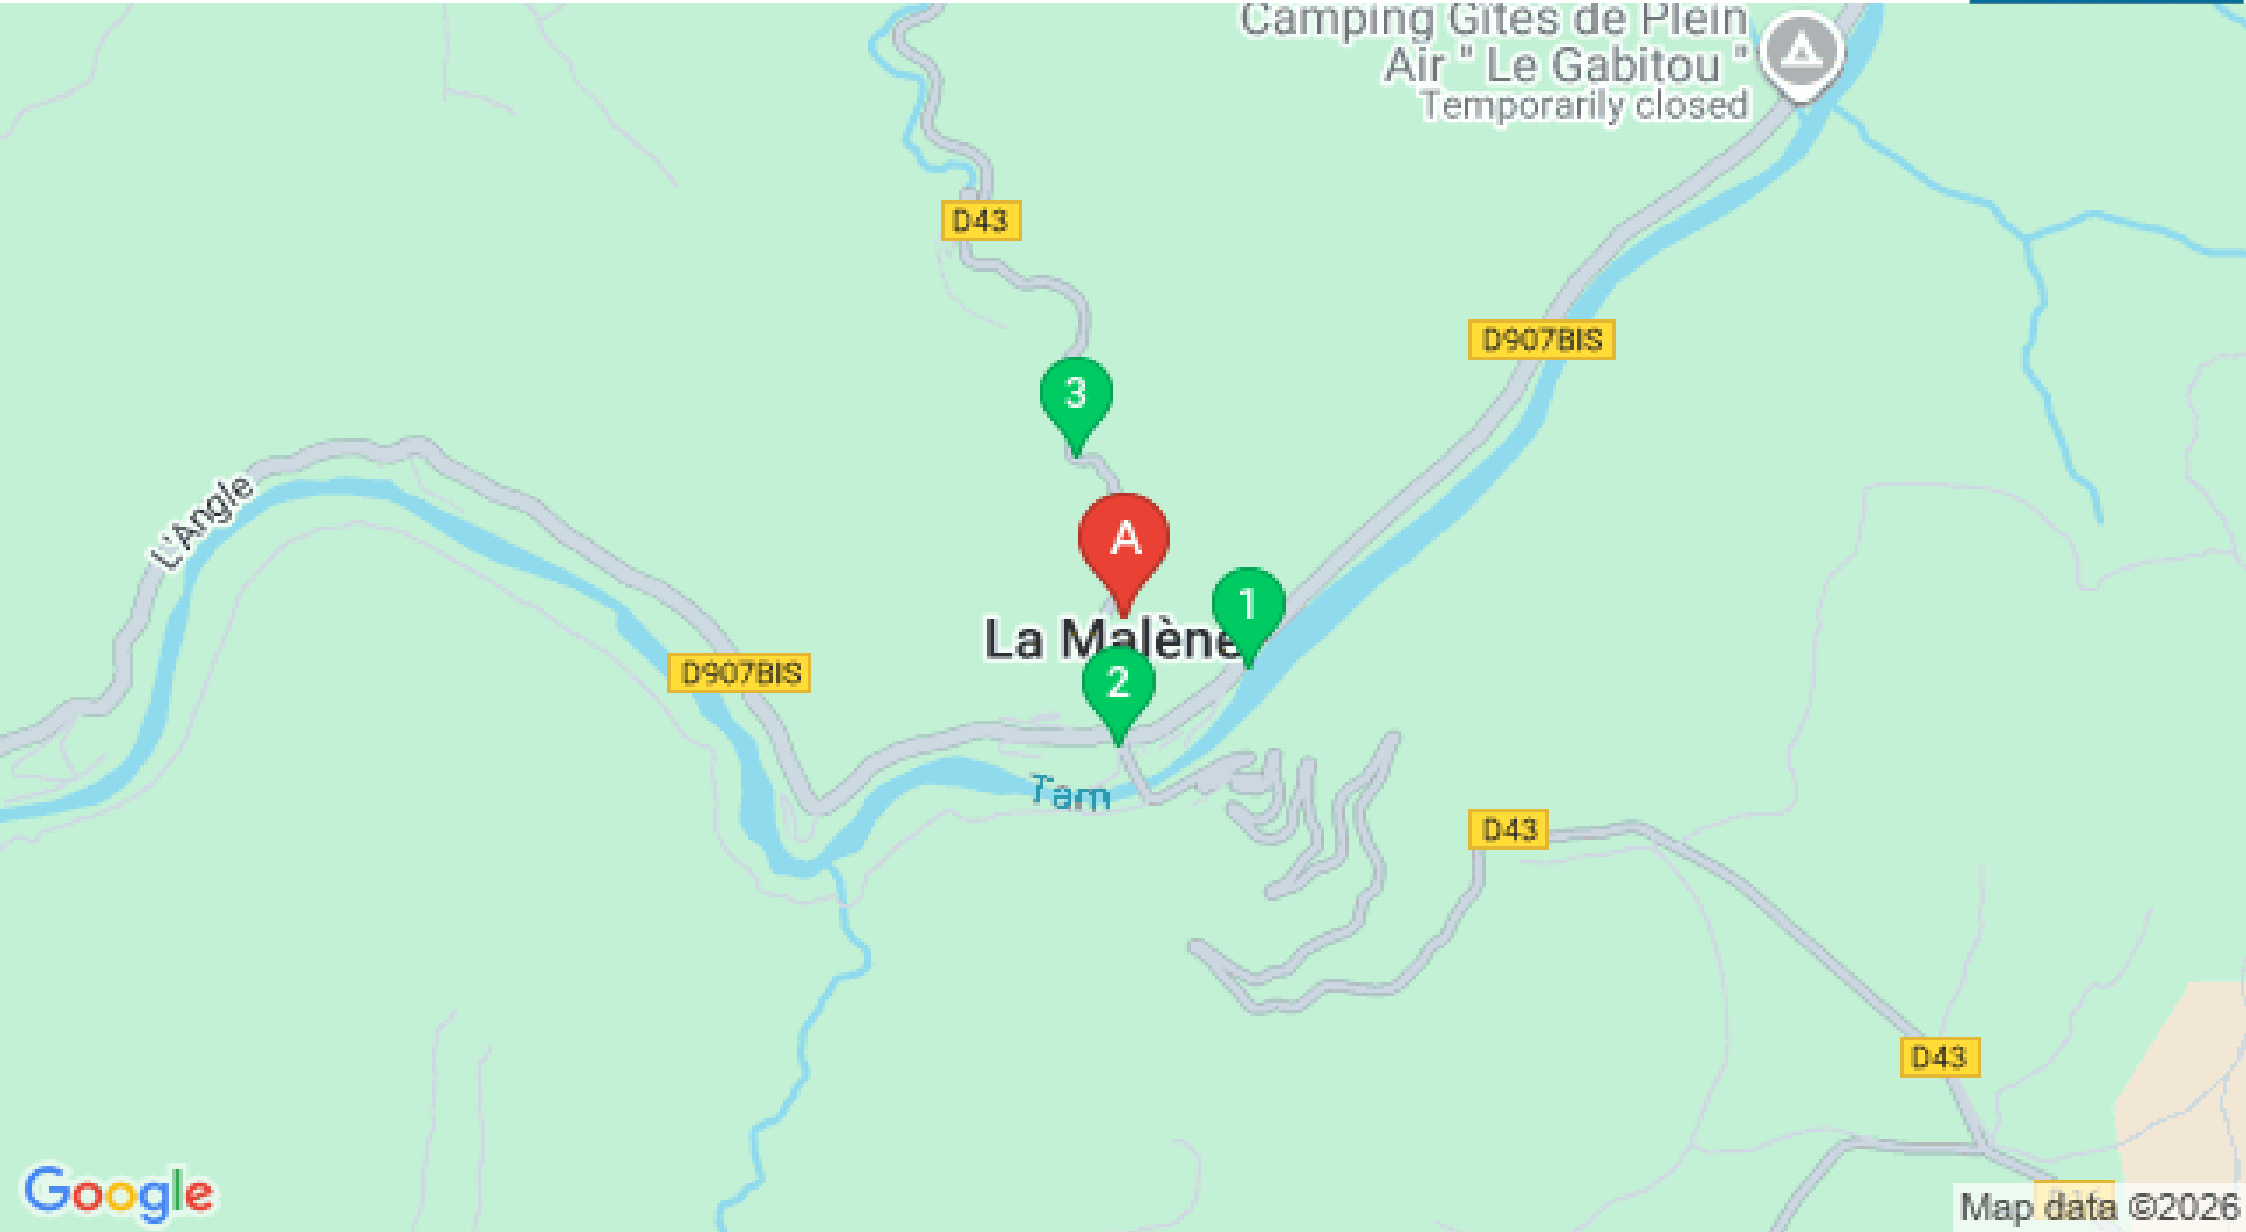 Camping Gîtes de Plein
Air " Le Gabitou "
Temporarily closed
D43
D907BIS
3
L'Angle
A
1
La Malène
2
D907BIS
Tarn
D43
D43
Google
Map data ©2026